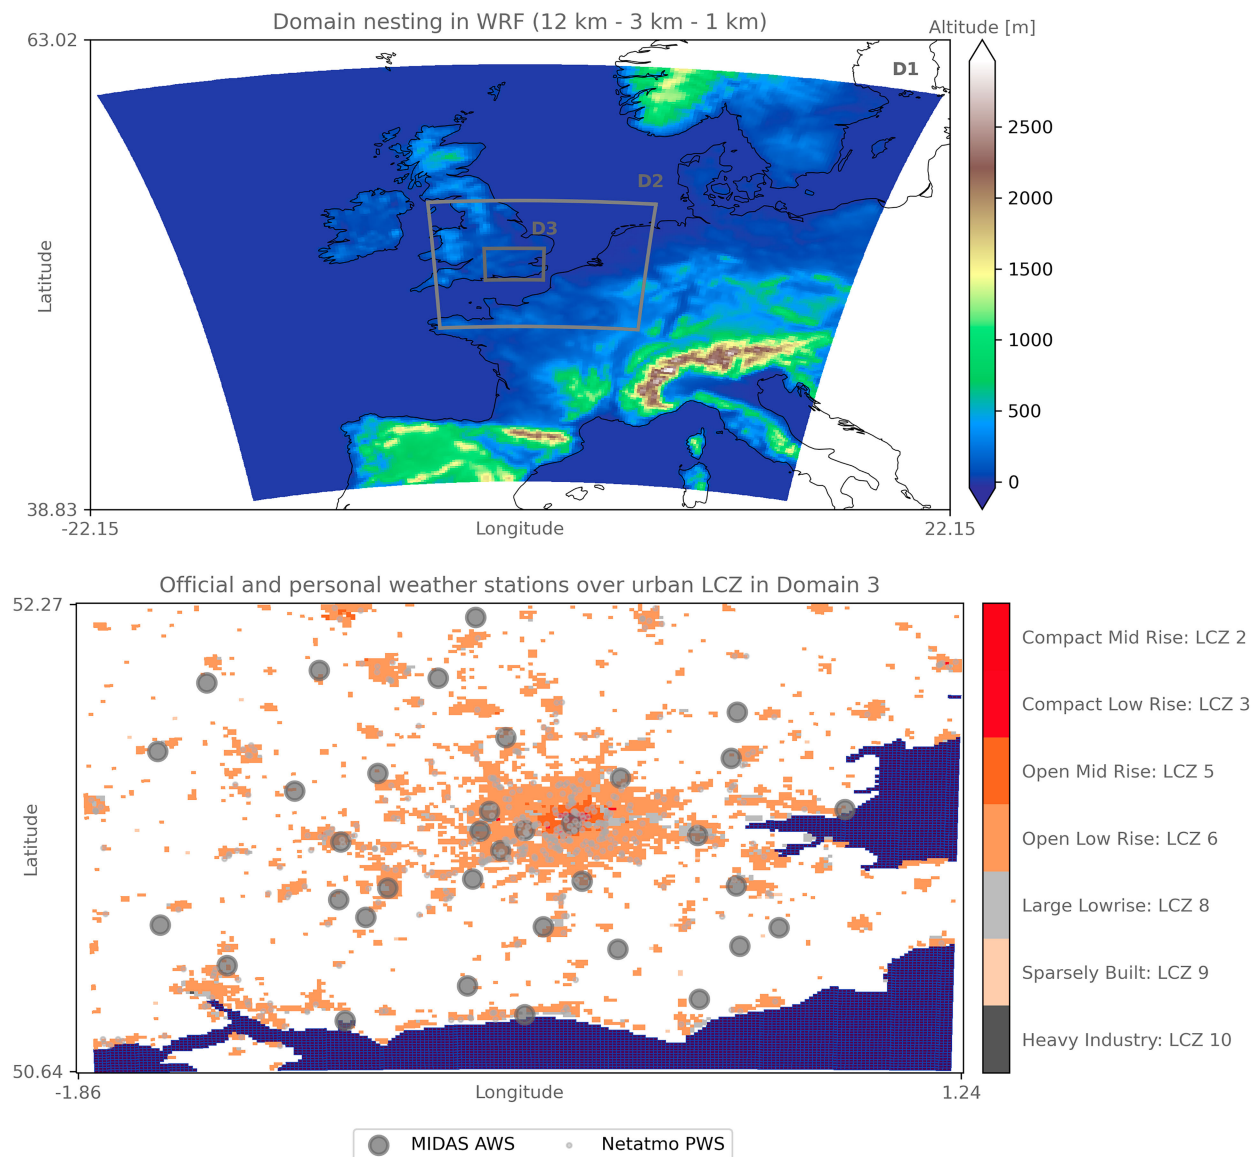 Domain nesting in WRF (12 km - 3 km - 1 km)
Altitude [m]
63.02
D1
2500
D2
2000
D3
Latitude
1500
1000
500
0
38.83
-22.15
Longitude
22.15
Official and personal weather stations over urban LCZ in Domain 3
52.27
Compact Mid Rise: LCZ 2
Compact Low Rise: LCZ 3
Open Mid Rise: LCZ 5
Latitude
Open Low Rise: LCZ 6
Large Lowrise: LCZ 8
Sparsely Built: LCZ 9
Heavy Industry: LCZ 10
50.64
-1.86
Longitude
1.24
MIDAS AWS
Netatmo PWS